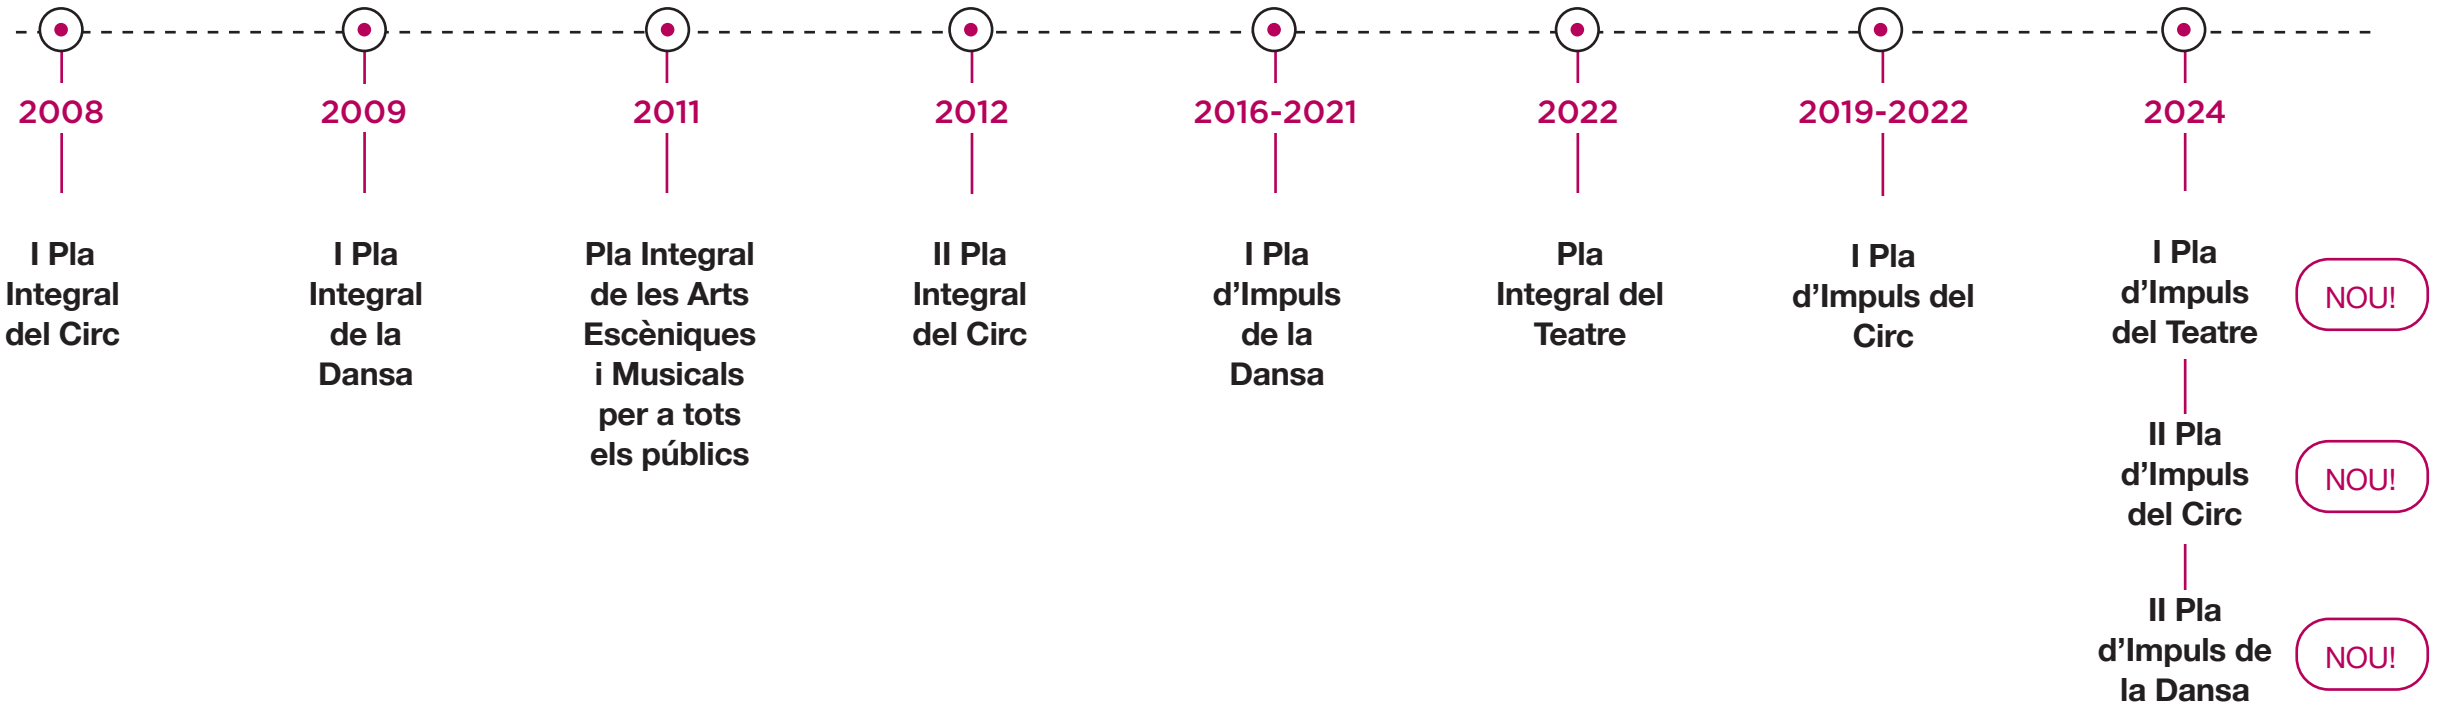 2008
I Pla
Integral
del Circ
2009
I Pla
Integral
de la
Dansa
2011
Pla Integral
de les Arts
Escèniques
i Musicals
per a tots
els públics
2012
II Pla
Integral
del Circ
2016-2021
I Pla
d’Impuls
de la
Dansa
2022
Pla
Integral del
Teatre
2019-2022
I Pla
d’Impuls del
Circ
2024
I Pla
d’Impuls
del Teatre
NOU!
II Pla
d’Impuls
del Circ
NOU!
II Pla
d’Impuls de
la Dansa
NOU!